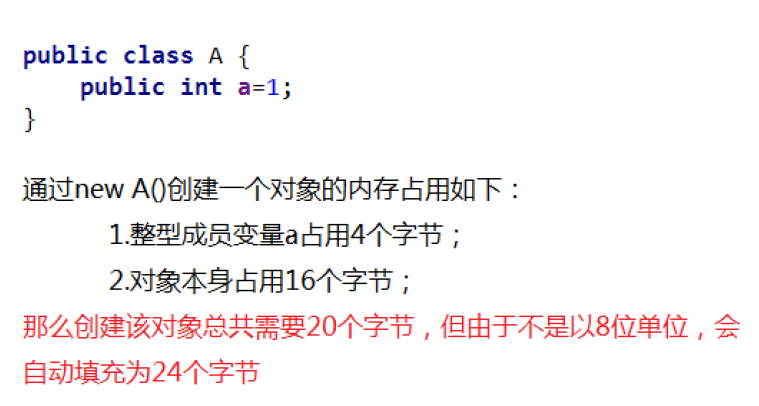 public class A {
    public int a=1;
}
通过new A()创建一个对象的内存占用如下：
1.整型成员变量a占用4个字节；
2.对象本身占用16个字节；
那么创建该对象总共需要20个字节，但由于不是以8位单位，会
自动填充为24个字节